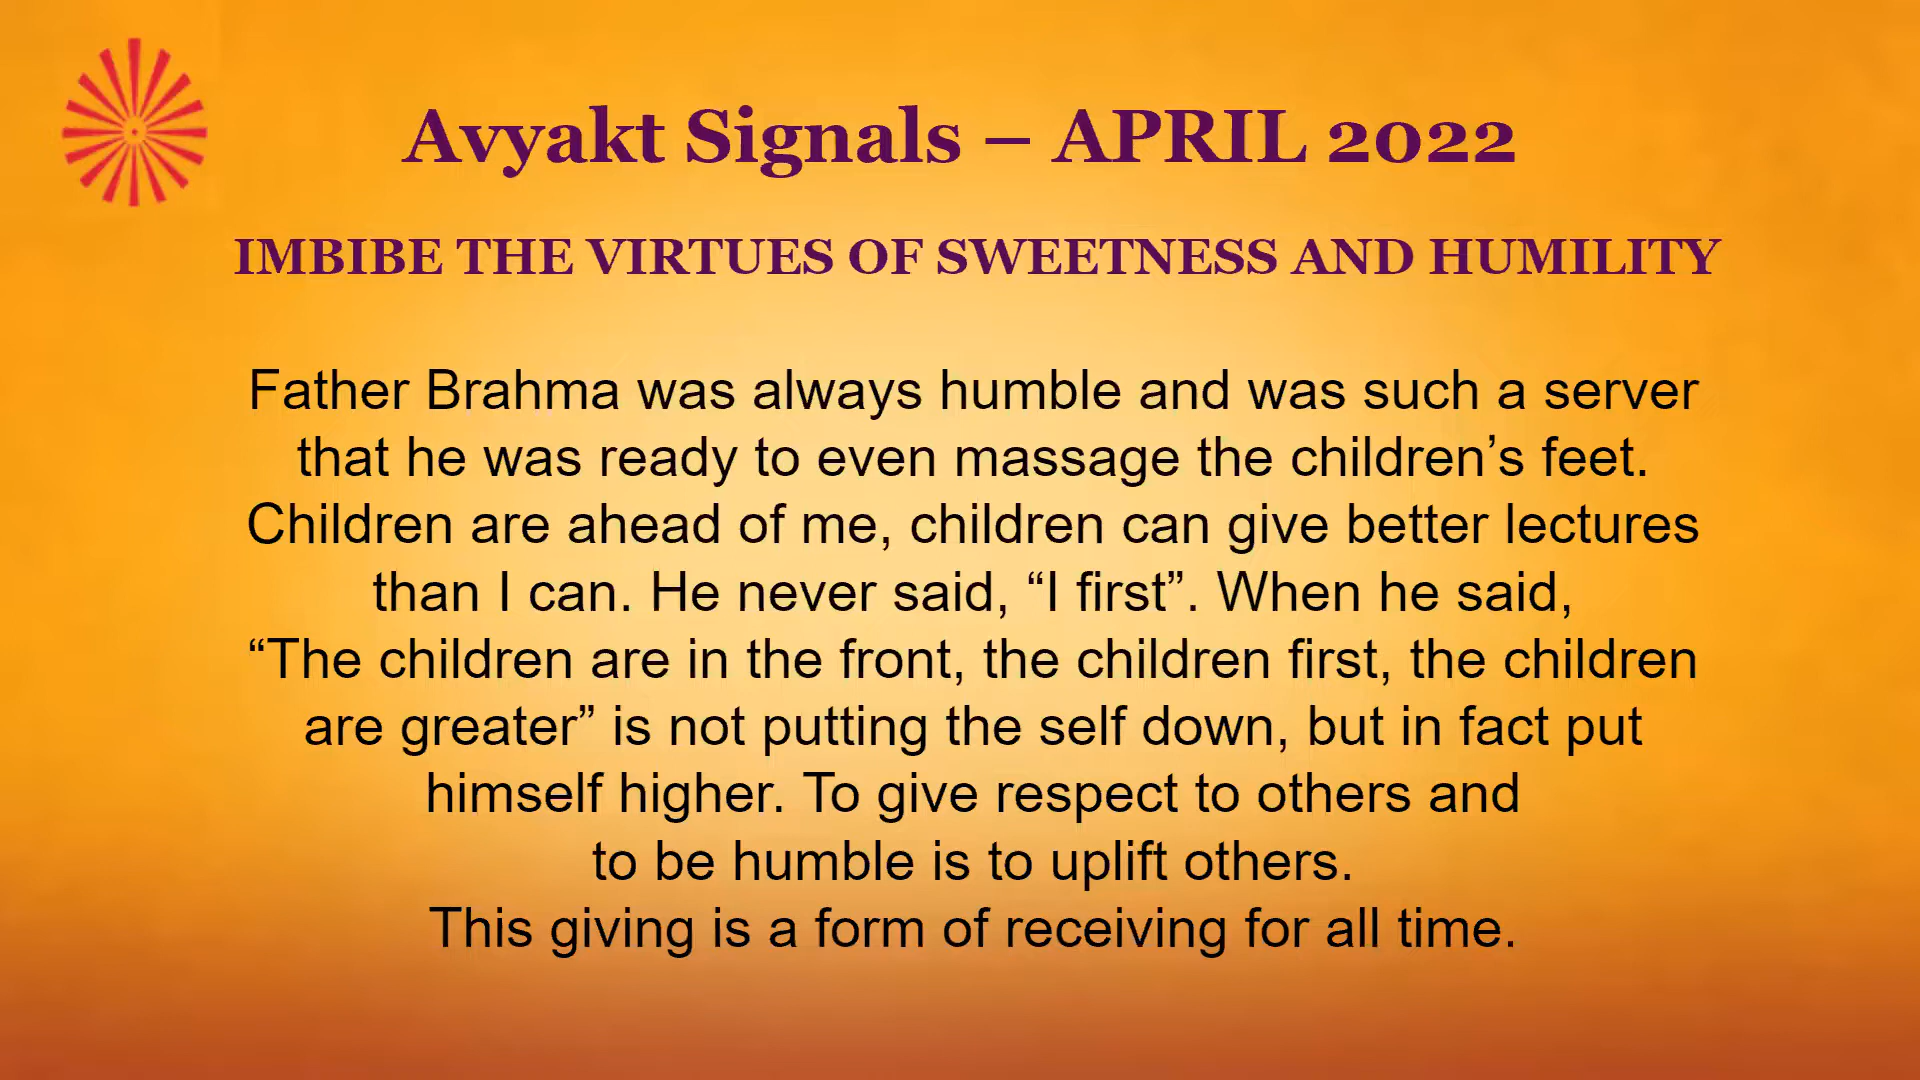 Avyakt Signals – APRIL 2022
IMBIBE THE VIRTUES OF SWEETNESS AND HUMILITY
Father Brahma was always humble and was such a server
that he was ready to even massage the children’s feet.
Children are ahead of me, children can give better lectures
than I can. He never said, “I first”. When he said,
“The children are in the front, the children first, the children
are greater” is not putting the self down, but in fact put
himself higher. To give respect to others and
to be humble is to uplift others.
This giving is a form of receiving for all time.